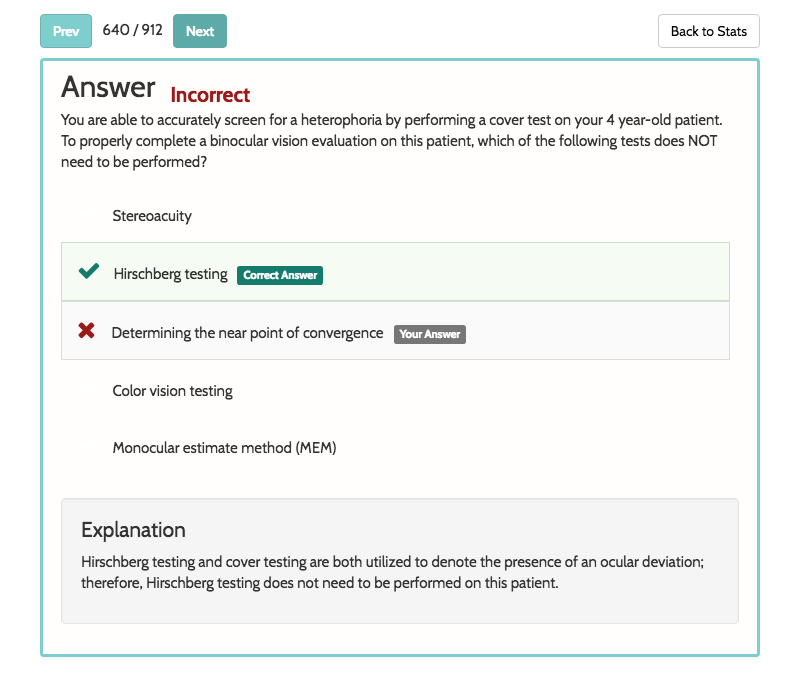 Prev 640 / 912 Next Back to Stats
Answer Incorrect
You are able to accurately screen for a heterophoria by performing a cover test on your 4 year-old patient.
To properly complete a binocular vision evaluation on this patient, which of the following tests does NOT
need to be performed?
Stereoacuity
Hirschberg testing Correct Answer
Determining the near point of convergence Your Answer
Color vision testing
Monocular estimate method (MEM)
Explanation
Hirschberg testing and cover testing are both utilized to denote the presence of an ocular deviation;
therefore, Hirschberg testing does not need to be performed on this patient.